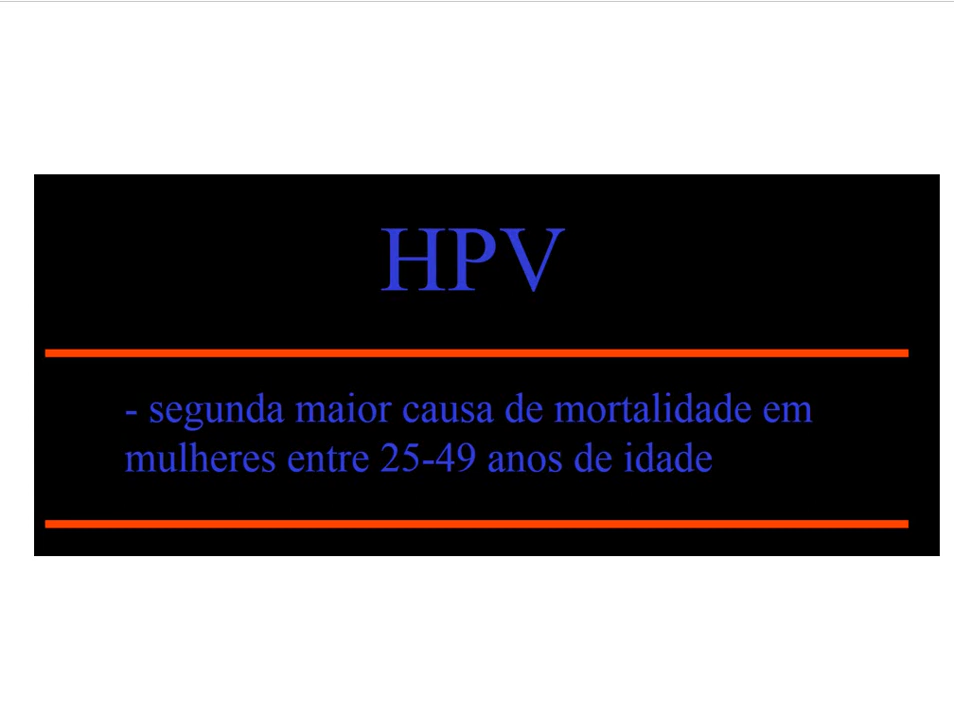 HPV
- segunda maior causa de mortalidade em
mulheres entre 25-49 anos de idade